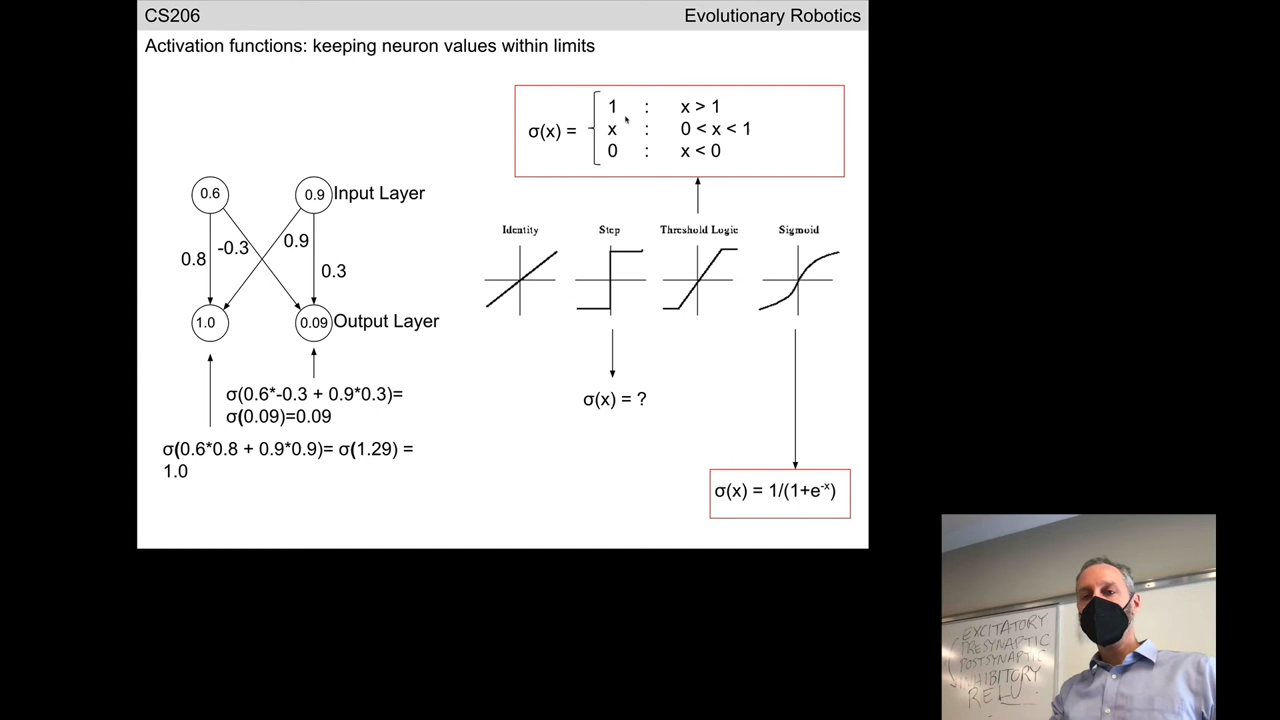 CS206
Evolutionary Robotics
Activation functions: keeping neuron values within limits
σ(x) =
1 : x > 1
x : 0 < x < 1
0 : x < 0
0.6
0.9
Input Layer
0.8
-0.3
0.9
0.3
1.0
0.09
Output Layer
σ(0.6*-0.3 + 0.9*0.3)=
σ(0.09)=0.09
σ(0.6*0.8 + 0.9*0.9)= σ(1.29) =
1.0
Identity
Step
Threshold Logic
Sigmoid
σ(x) = ?
σ(x) = 1/(1+e⁻ˣ)
EXCITATORY
PRESYNAPTIC
POSTSYNAPTIC
INHIBITORY
RELU